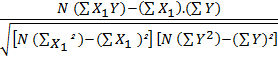 N (∑X₁Y)−(∑X₁).(∑Y)
√[N (∑X₁²)−(∑X₁ )²] [N (∑Y²)−(∑Y)²]